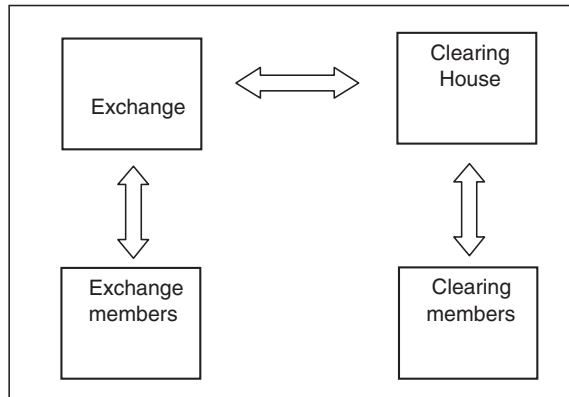 Exchange
Clearing
House
Exchange
members
Clearing
members